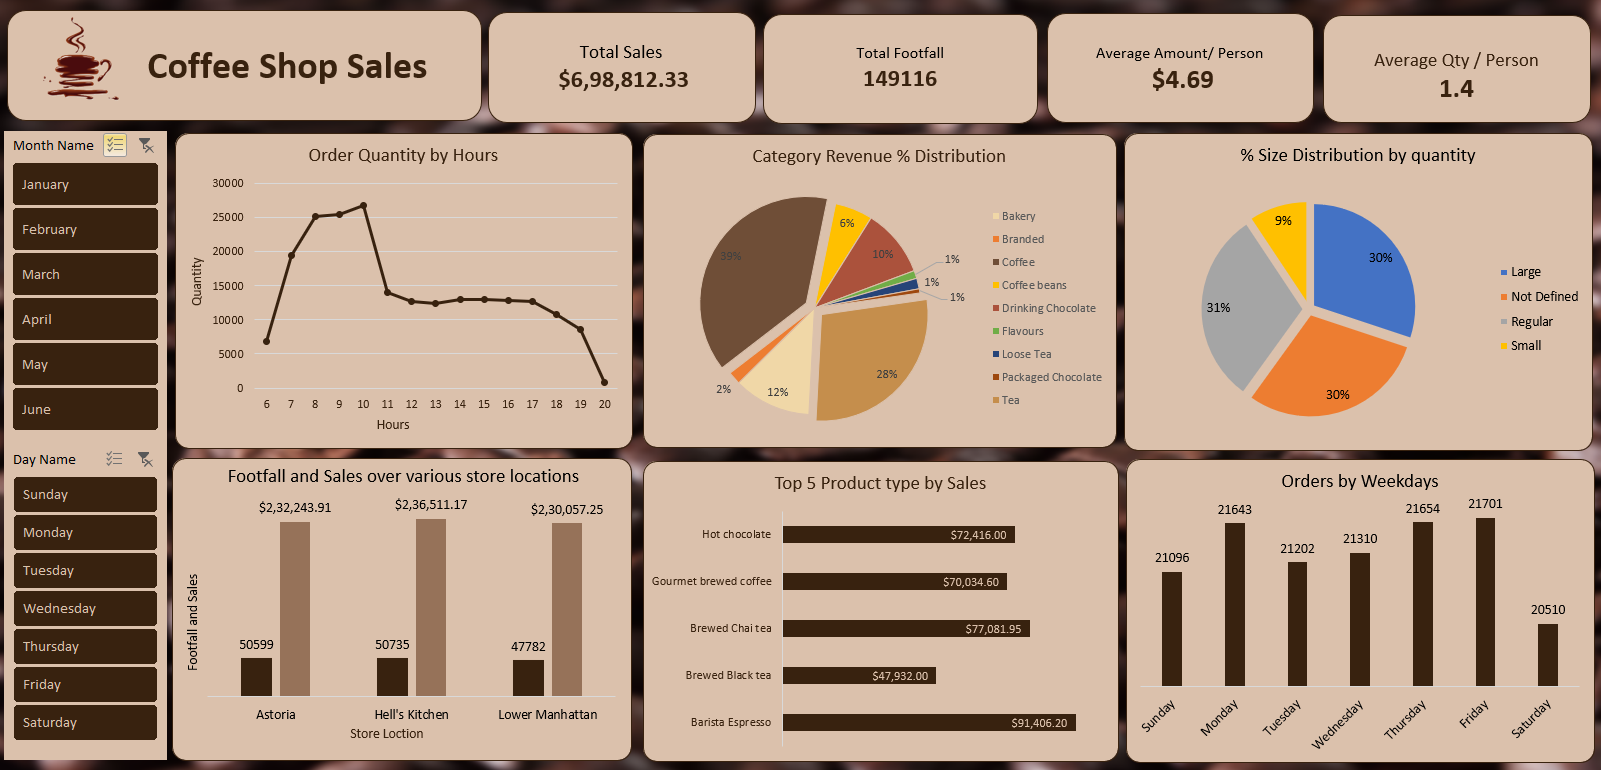 Coffee Shop Sales
Total Sales
$6,98,812.33
Total Footfall
149116
Average Amount/ Person
$4.69
Average Qty / Person
1.4
Month Name
January
February
March
April
May
June
Day Name
Sunday
Monday
Tuesday
Wednesday
Thursday
Friday
Saturday
Order Quantity by Hours
Quantity
30000
25000
20000
15000
10000
5000
0
6 7 8 9 10 11 12 13 14 15 16 17 18 19 20
Hours
Category Revenue % Distribution
39%
6%
10%
1%
1%
1%
28%
12%
2%
Bakery
Branded
Coffee
Coffee beans
Drinking Chocolate
Flavours
Loose Tea
Packaged Chocolate
Tea
% Size Distribution by quantity
9%
30%
31%
30%
Large
Not Defined
Regular
Small
Footfall and Sales over various store locations
Footfall and Sales
$2,32,243.91
$2,36,511.17
$2,30,057.25
50599
50735
47782
Astoria
Hell's Kitchen
Lower Manhattan
Store Loction
Top 5 Product type by Sales
Hot chocolate
$72,416.00
Gourmet brewed coffee
$70,034.60
Brewed Chai tea
$77,081.95
Brewed Black tea
$47,932.00
Barista Espresso
$91,406.20
Orders by Weekdays
21096
21643
21202
21310
21654
21701
20510
Sunday
Monday
Tuesday
Wednesday
Thursday
Friday
Saturday